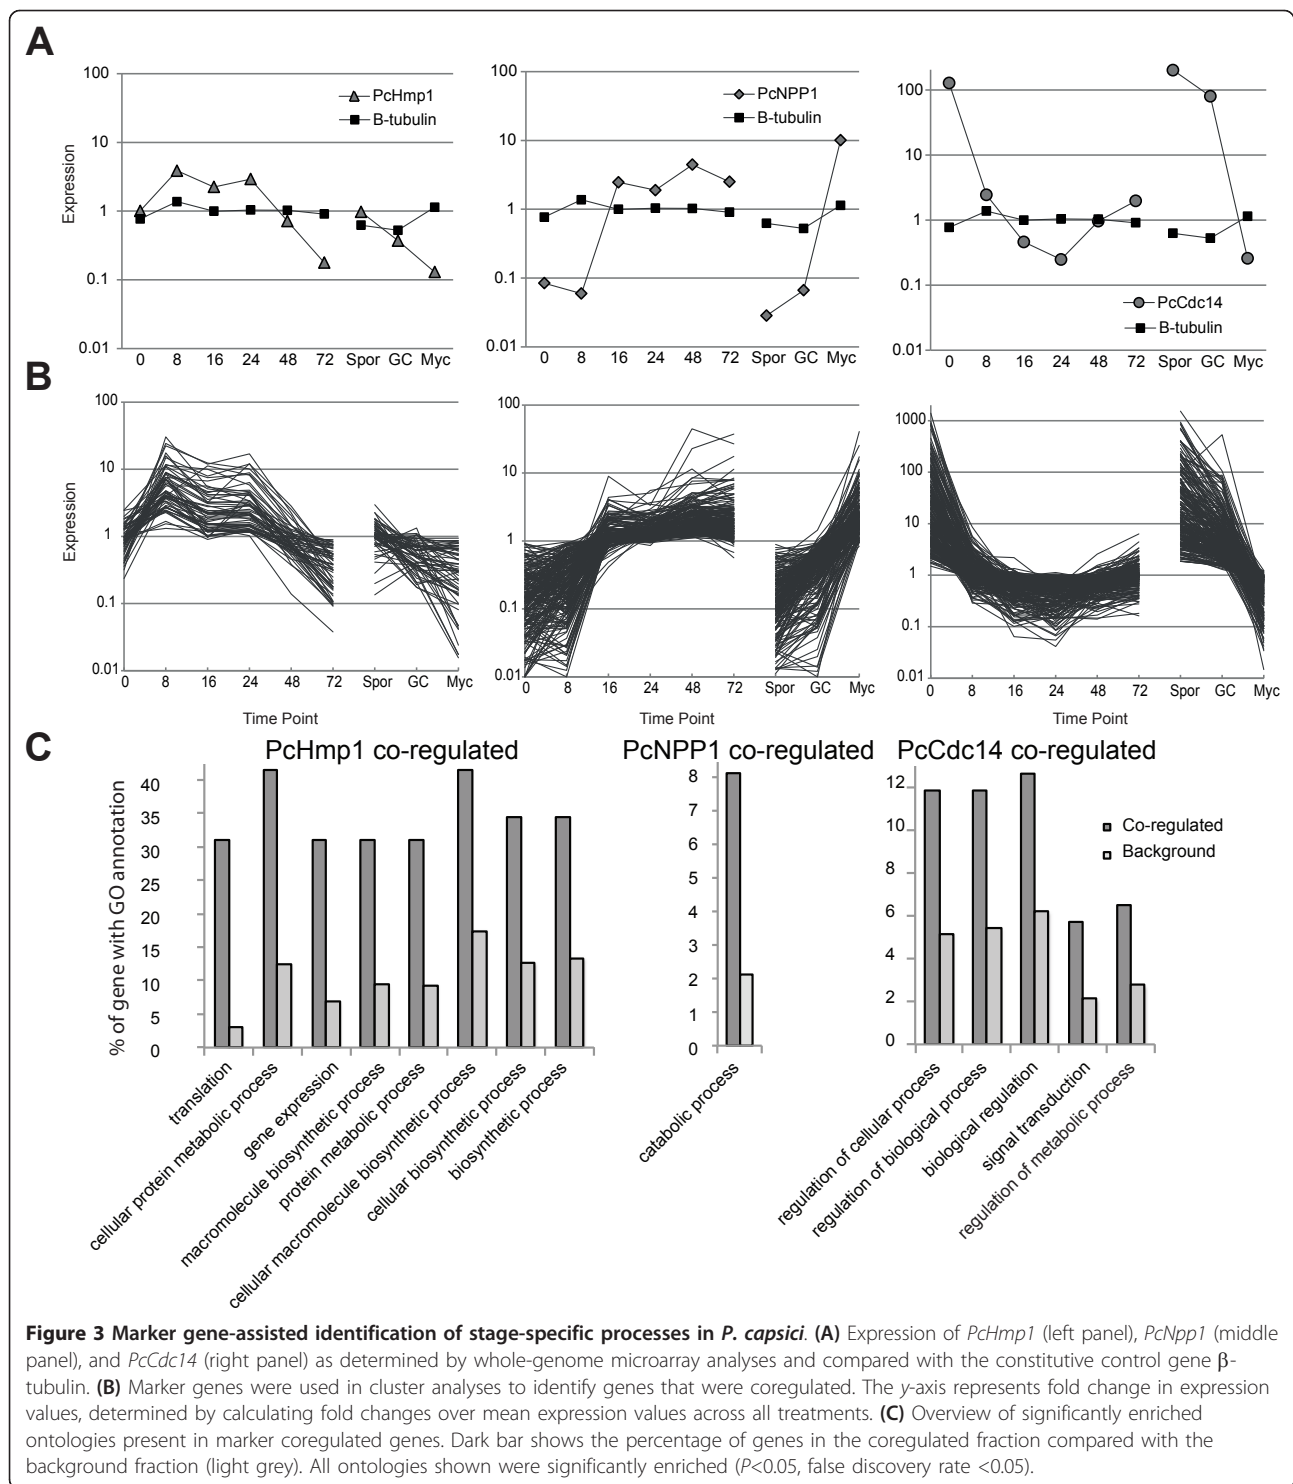 A
100
10
1
0.1
0.01
Expression
PcHmp1
B-tubulin
0 8 16 24 48 72 Spor GC Myc
100
10
1
0.1
0.01
PcNPP1
B-tubulin
0 8 16 24 48 72 Spor GC Myc
100
10
1
0.1
0.01
PcCdc14
B-tubulin
0 8 16 24 48 72 Spor GC Myc
B
100
10
1
0.1
0.01
Expression
0 8 16 24 48 72 Spor GC Myc
Time Point
100
10
1
0.1
0.01
0 8 16 24 48 72 Spor GC Myc
Time Point
1000
100
10
1
0.1
0.01
0 8 16 24 48 72 Spor GC Myc
Time Point
C
PcHmp1 co-regulated
% of gene with GO annotation
40
35
30
25
20
15
10
5
0
translation
cellular protein metabolic process
gene expression
macromolecule biosynthetic process
protein metabolic process
cellular macromolecule biosynthetic process
cellular biosynthetic process
biosynthetic process
PcNPP1 co-regulated
8
7
6
5
4
3
2
1
0
catabolic process
PcCdc14 co-regulated
12
10
8
6
4
2
0
Co-regulated
Background
regulation of cellular process
regulation of biological process
biological regulation
signal transduction
regulation of metabolic process
Figure 3 Marker gene-assisted identification of stage-specific processes in P. capsici. (A) Expression of PcHmp1 (left panel), PcNpp1 (middle
panel), and PcCdc14 (right panel) as determined by whole-genome microarray analyses and compared with the constitutive control gene β-
tubulin. (B) Marker genes were used in cluster analyses to identify genes that were coregulated. The y-axis represents fold change in expression
values, determined by calculating fold changes over mean expression values across all treatments. (C) Overview of significantly enriched
ontologies present in marker coregulated genes. Dark bar shows the percentage of genes in the coregulated fraction compared with the
background fraction (light grey). All ontologies shown were significantly enriched (P<0.05, false discovery rate <0.05).